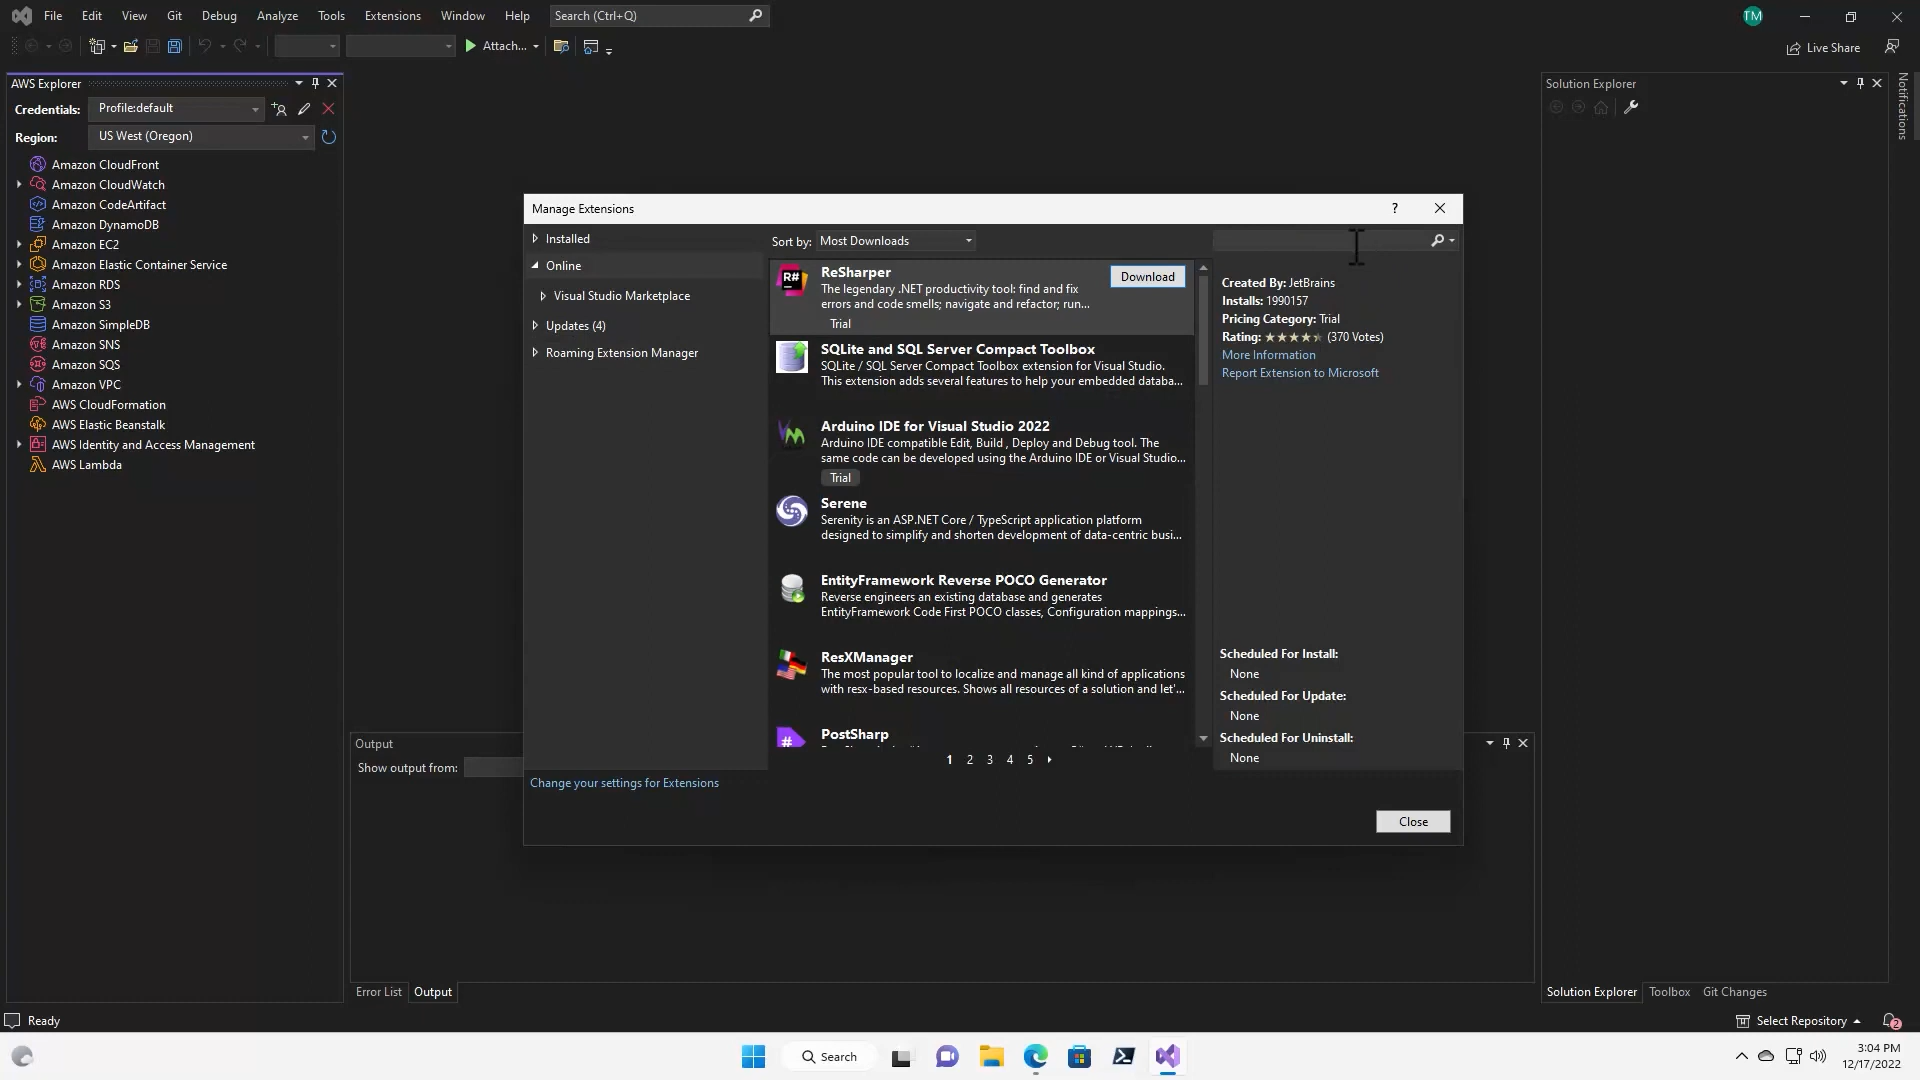 File Edit View Git Debug Analyze Tools Extensions Window Help Search (Ctrl+Q) TM
Attach... Live Share
AWS Explorer
Credentials: Profile:default
Region: US West (Oregon)
Amazon CloudFront
Amazon CloudWatch
Amazon CodeArtifact
Amazon DynamoDB
Amazon EC2
Amazon Elastic Container Service
Amazon RDS
Amazon S3
Amazon SimpleDB
Amazon SNS
Amazon SQS
Amazon VPC
AWS CloudFormation
AWS Elastic Beanstalk
AWS Identity and Access Management
AWS Lambda
Manage Extensions ?
Installed
Online
Visual Studio Marketplace
Updates (4)
Roaming Extension Manager
Change your settings for Extensions
Sort by: Most Downloads
R#
ReSharper Download
The legendary .NET productivity tool: find and fix
errors and code smells; navigate and refactor; run...
Trial
SQLite and SQL Server Compact Toolbox
SQLite / SQL Server Compact Toolbox extension for Visual Studio.
This extension adds several features to help your embedded databa...
Arduino IDE for Visual Studio 2022
Arduino IDE compatible Edit, Build , Deploy and Debug tool. The
same code can be developed using the Arduino IDE or Visual Studio...
Trial
Serene
Serenity is an ASP.NET Core / TypeScript application platform
designed to simplify and shorten development of data-centric busi...
EntityFramework Reverse POCO Generator
Reverse engineers an existing database and generates
EntityFramework Code First POCO classes, Configuration mappings...
ResXManager
The most popular tool to localize and manage all kind of applications
with resx-based resources. Shows all resources of a solution and let'...
#
PostSharp
1 2 3 4 5
Created By: JetBrains
Installs: 1990157
Pricing Category: Trial
Rating: (370 Votes)
More Information
Report Extension to Microsoft
Scheduled For Install:
None
Scheduled For Update:
None
Scheduled For Uninstall:
None
Close
Output
Show output from:
Error List Output
Solution Explorer
Notifications
Solution Explorer Toolbox Git Changes
Ready
Select Repository 2
Search
3:04 PM
12/17/2022